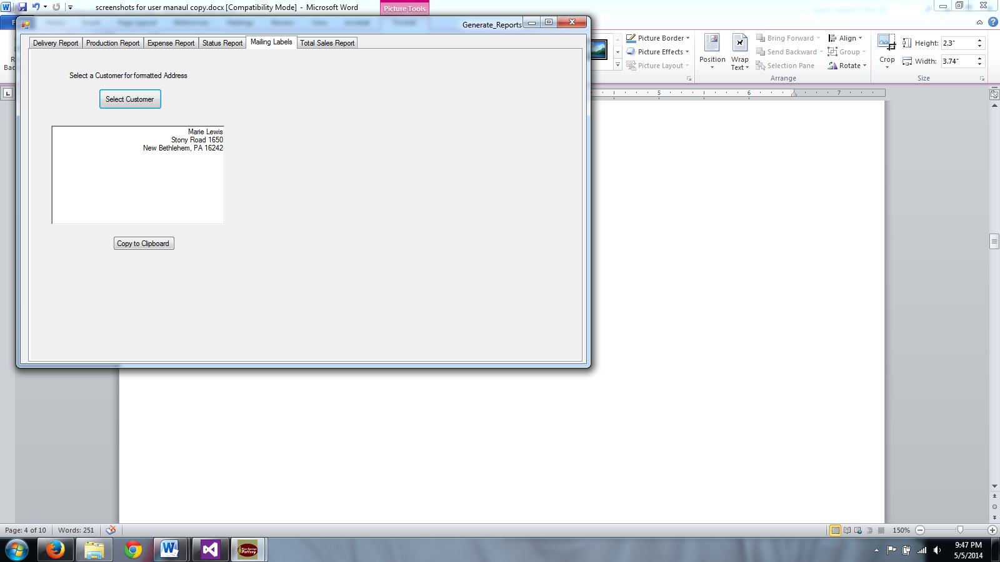 screenshots for user manaul copy.docx [Compatibility Mode] - Microsoft Word
Picture Tools
Generate_Reports
Delivery Report
Production Report
Expense Report
Status Report
Mailing Labels
Total Sales Report
Select a Customer for formatted Address
Select Customer
Marie Lewis
Stony Road 1650
New Bethlehem, PA 16242
Copy to Clipboard
Picture Border
Picture Effects
Picture Layout
Position
Wrap
Text
Bring Forward
Send Backward
Selection Pane
Align
Group
Rotate
Arrange
Crop
Height: 2.3"
Width: 3.74"
Size
5 6 7
Page: 4 of 10
Words: 251
150%
9:47 PM
5/5/2014